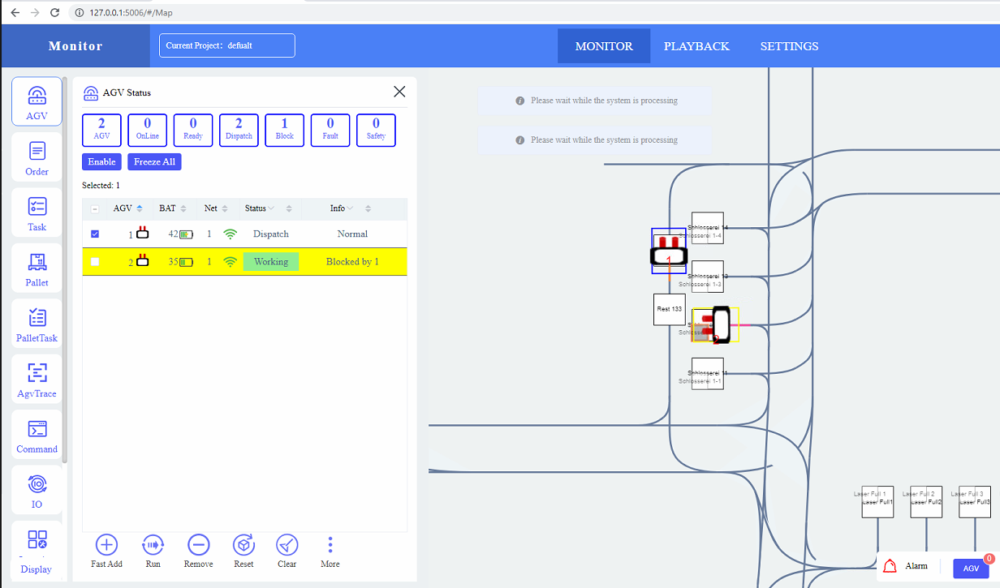 127.0.0.1:5006/#/Map
Monitor
Current Project: defualt
MONITOR
PLAYBACK
SETTINGS
AGV
Order
Task
Pallet
PalletTask
AgvTrace
Command
IO
Display
AGV Status
2 AGV
0 OnLine
0 Ready
2 Dispatch
1 Block
0 Fault
0 Safety
Enable
Freeze All
Selected: 1
AGV BAT Net Status Info
1 42 1 Dispatch Normal
2 35 1 Working Blocked by 1
Fast Add
Run
Remove
Reset
Clear
More
Please wait while the system is processing
Please wait while the system is processing
Schlosserei 14
Schlosserei 1-4
1
Schlosserei 13
Schlosserei 1-3
Rest 133
2
Schlosserei 11
Schlosserei 1-1
Laser Full 1
Laser Full1
Laser Full 2
Laser Full2
Laser Full 3
Laser Full3
Alarm
AGV
0